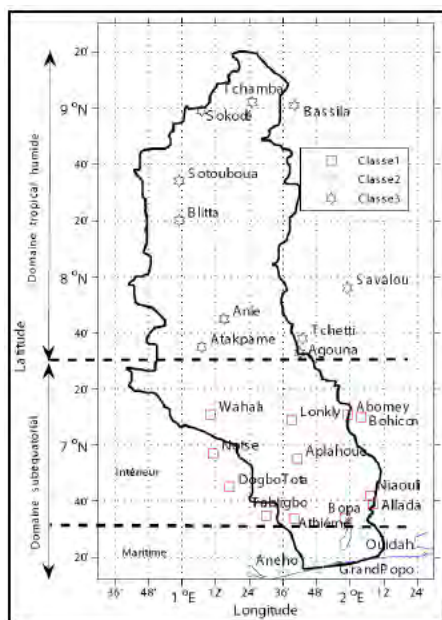 20'
Tchamba
9 °N
Sokodé
Bassila
Classe1
Classe2
Classe3
40'
Sotouboua
20'
Blitta
Domaine tropical humide
8 °N
Savalou
Anie
Tchetti
40'
Atakpame
Agouna
Latitude
20'
Wahala
Lonkly
Abomey
Bohicon
7 °N
Notse
Aplahoue
Domaine subequatorial
Intérieur
DogboTota
Niaouli
40'
Tabligbo
Athieme
Bopa
Allada
Maritime
Ouidah
20'
Aneho
GrandPopo
36'
48'
1 °E
12'
24'
36'
48'
2 °E
12'
24'
Longitude